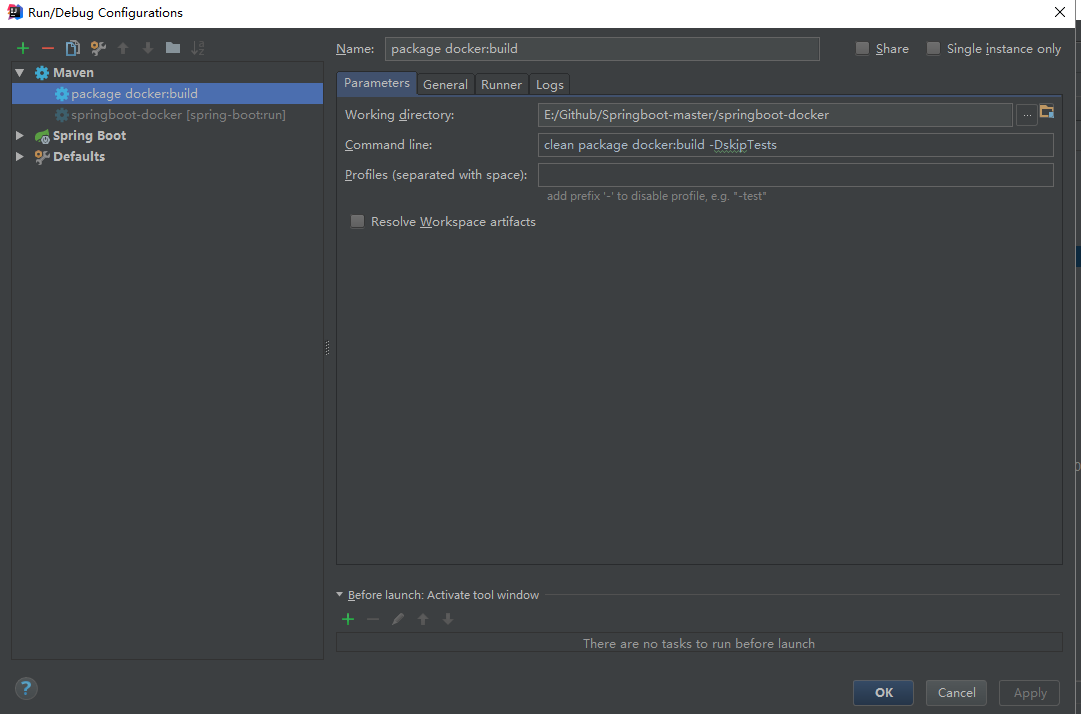 Run/Debug Configurations
Name: package docker:build
Share
Single instance only
Maven
package docker:build
springboot-docker [spring-boot:run]
Spring Boot
Defaults
Parameters
General
Runner
Logs
Working directory: E:/Github/Springboot-master/springboot-docker ...
Command line: clean package docker:build -DskipTests
Profiles (separated with space):
add prefix '-' to disable profile, e.g. "-test"
Resolve Workspace artifacts
Before launch: Activate tool window
There are no tasks to run before launch
?
OK
Cancel
Apply